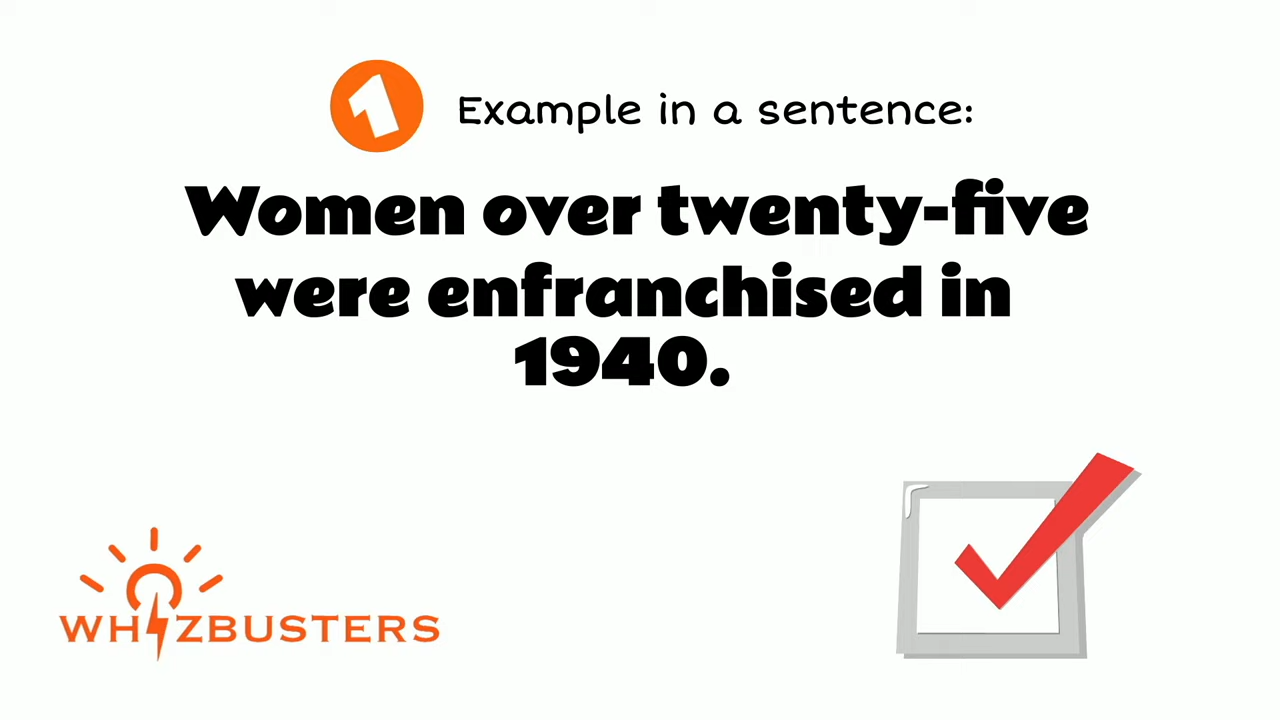 1 Example in a sentence:
Women over twenty-five
were enfranchised in
1940.
WHIZBUSTERS